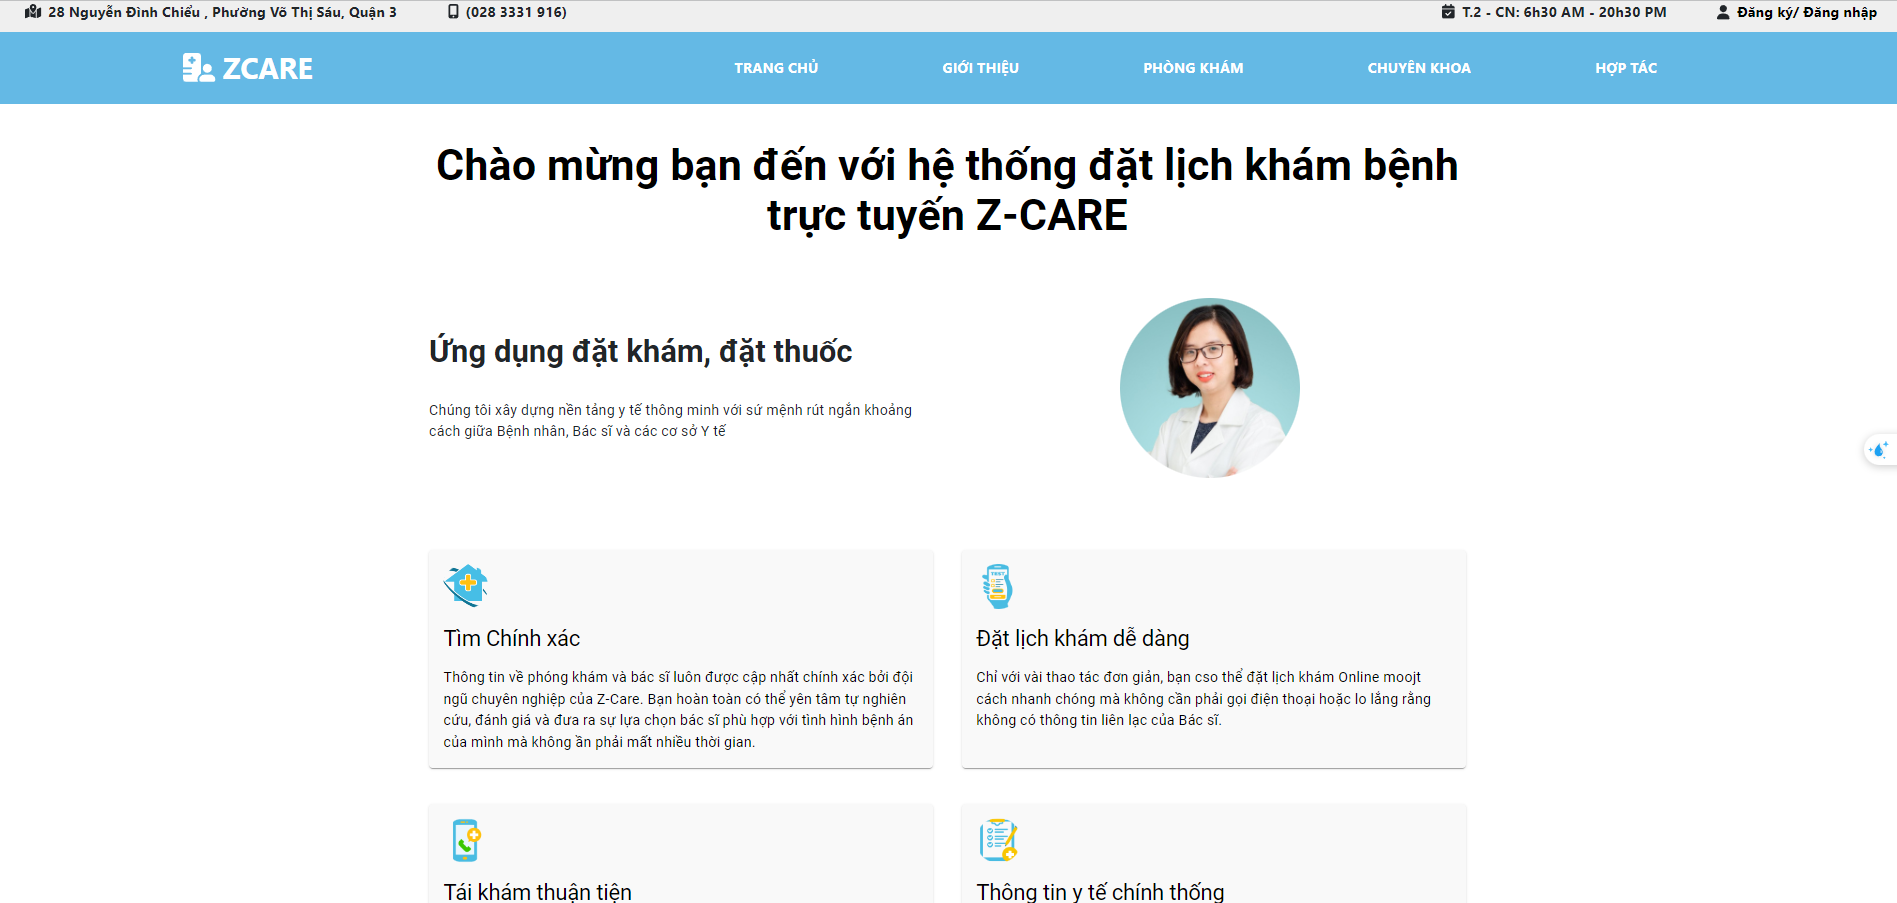 28 Nguyễn Đình Chiểu , Phường Võ Thị Sáu, Quận 3
(028 3331 916)
T.2 - CN: 6h30 AM - 20h30 PM
Đăng ký/ Đăng nhập
ZCARE
TRANG CHỦ
GIỚI THIỆU
PHÒNG KHÁM
CHUYÊN KHOA
HỢP TÁC
Chào mừng bạn đến với hệ thống đặt lịch khám bệnh
trực tuyến Z-CARE
Ứng dụng đặt khám, đặt thuốc
Chúng tôi xây dựng nền tảng y tế thông minh với sứ mệnh rút ngắn khoảng
cách giữa Bệnh nhân, Bác sĩ và các cơ sở Y tế
Tìm Chính xác
Thông tin về phóng khám và bác sĩ luôn được cập nhất chính xác bởi đội
ngũ chuyên nghiệp của Z-Care. Bạn hoàn toàn có thể yên tâm tự nghiên
cứu, đánh giá và đưa ra sự lựa chọn bác sĩ phù hợp với tình hình bệnh án
của mình mà không ần phải mất nhiều thời gian.
TEST
Đặt lịch khám dễ dàng
Chỉ với vài thao tác đơn giản, bạn cso thể đặt lịch khám Online moojt
cách nhanh chóng mà không cần phải gọi điện thoại hoặc lo lắng rằng
không có thông tin liên lạc của Bác sĩ.
Tái khám thuận tiện
Thông tin y tế chính thống